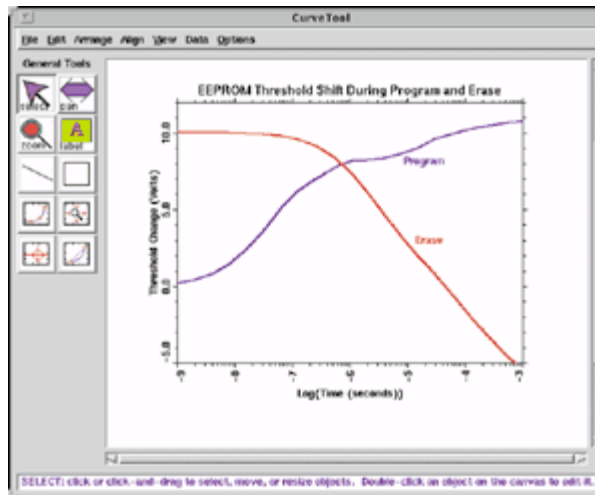 CurveTool
File Edit Arrange Align View Data Options
General Tools
select pan
zoom label
EEPROM Threshold Shift During Program and Erase
Threshold Change (Volts)
10.0
5.0
0.0
-5.0
Program
Erase
-9 -8 -7 -6 -5 -4 -3
Log(Time (seconds))
SELECT: click or click-and-drag to select, move, or resize objects. Double-click an object on the canvas to edit it.